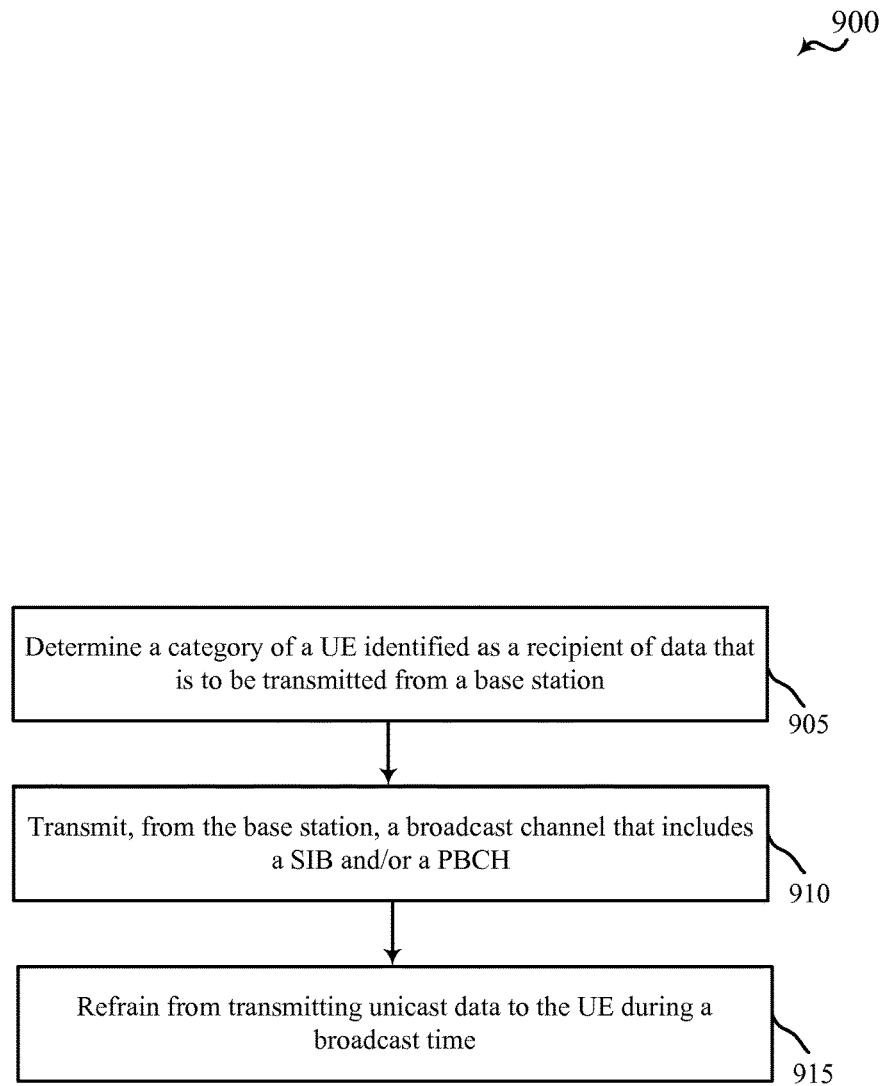 900
Determine a category of a UE identified as a recipient of data that
is to be transmitted from a base station
905
Transmit, from the base station, a broadcast channel that includes
a SIB and/or a PBCH
910
Refrain from transmitting unicast data to the UE during a
broadcast time
915